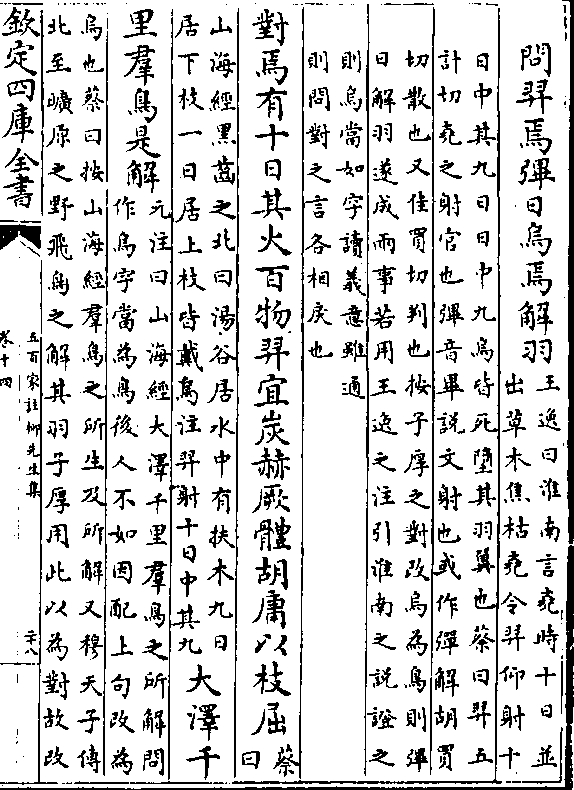 問羿焉彃日烏焉解羽王逸曰淮南言堯時十日並
出草木焦枯堯令羿仰射十
日中其九日日中九烏皆死墮其羽翼也蔡曰羿五
計切堯之射官也彃音畢説文射也或作彈解胡買
切散也又佳買切判也按子厚之對改烏為鳥則彈
日解羽遂成兩事若用王逸之注引淮南之説證之
則烏當如字讀義意雖通
則問對之言各相戾也
對焉有十日其火百物羿宜炭赫厥體胡庸以枝屈蔡曰
山海經黑齒之北曰湯谷居水中有扶木九日
居下枝一日居上枝皆戴烏注羿射十日中其九
大澤千
里羣鳥是解元注曰山海經大澤千里羣鳥之所解問
作烏字當為鳥後人不如因配上句改為
烏也蔡曰按山海經羣鳥之所生及所解又穆天子傳
北至曠原之野飛鳥之解其羽子厚用此以為對故改
欽定四庫全書
五百家註柳先生集
卷十四
二十八